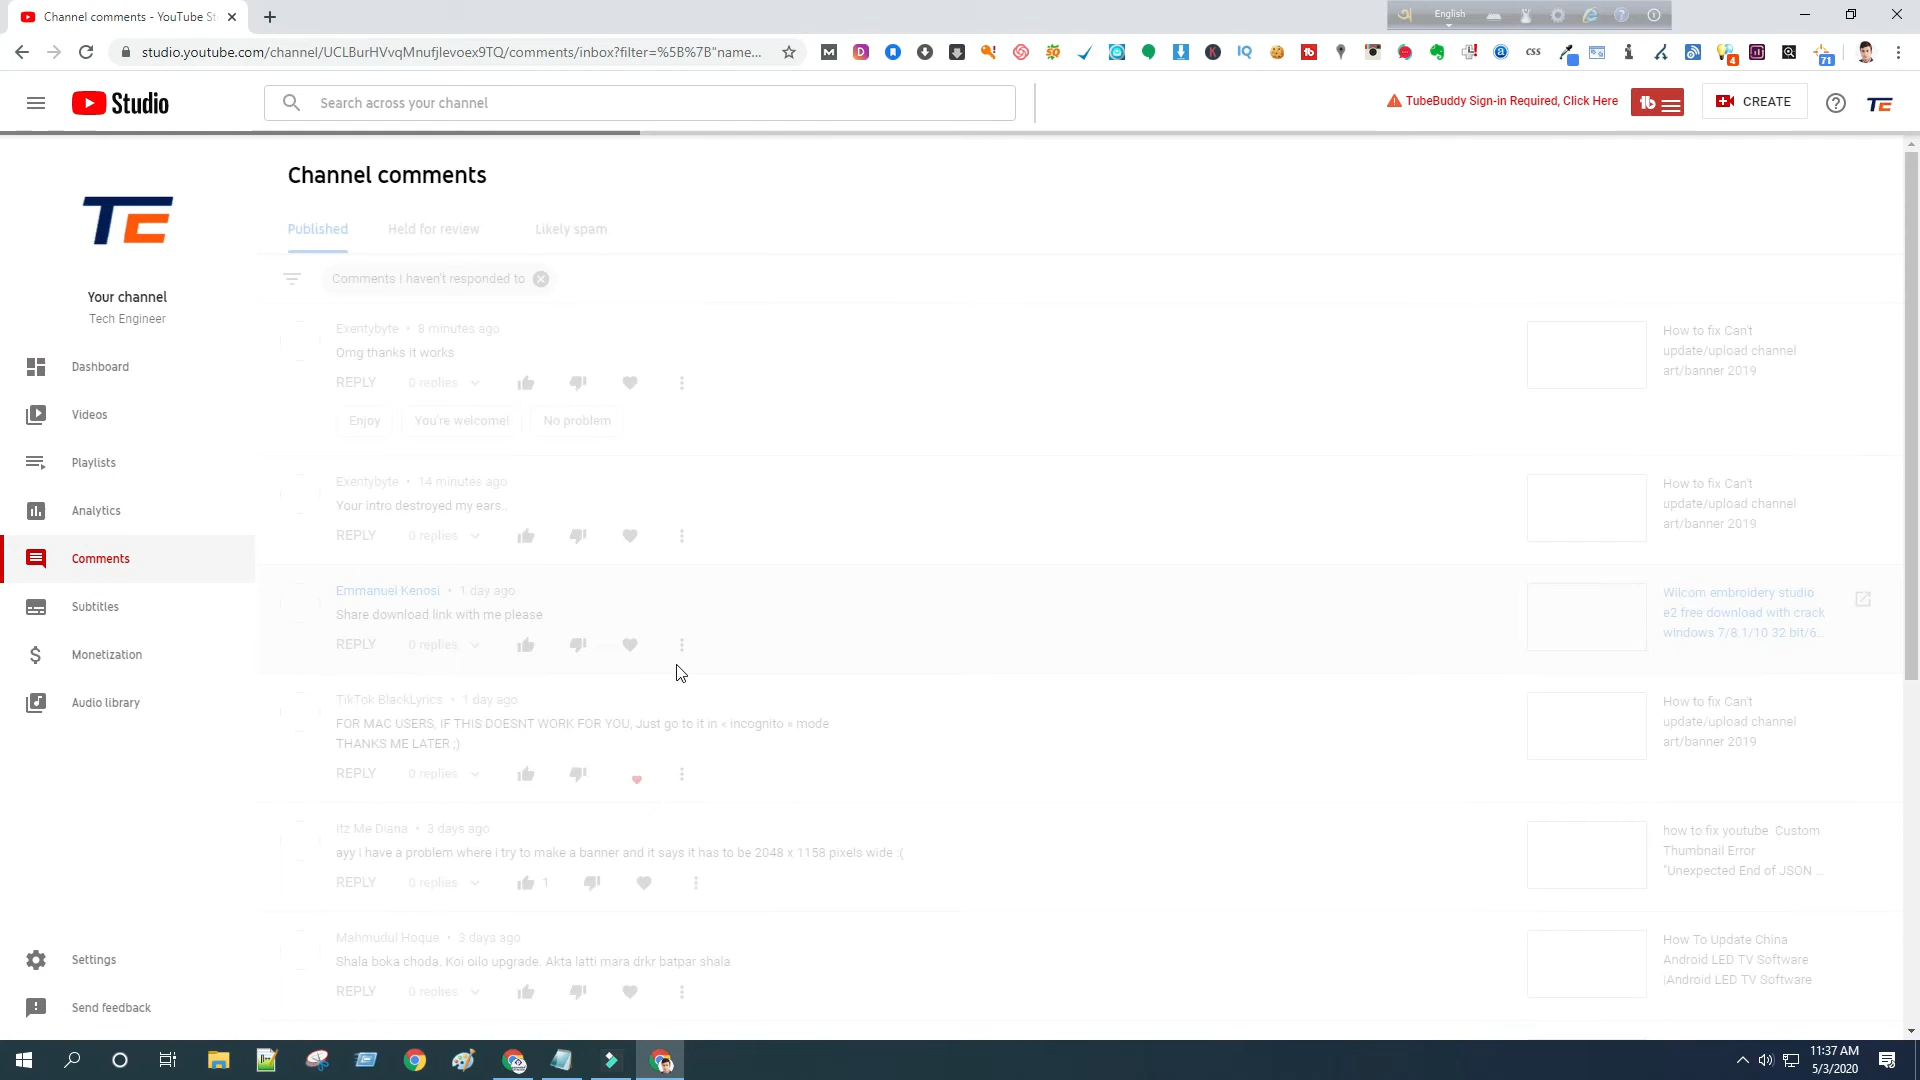 Channel comments - YouTube St
English
studio.youtube.com/channel/UCLBurHVvqMnufjlevoex9TQ/comments/inbox?filter=%5B%7B"name...
Studio
Search across your channel
TubeBuddy Sign-in Required, Click Here
CREATE
TE
TE
Your channel
Tech Engineer
Dashboard
Videos
Playlists
Analytics
Comments
Subtitles
Monetization
Audio library
Settings
Send feedback
Channel comments
Published
Held for review
Likely spam
Comments I haven't responded to
Exentybyte • 8 minutes ago
Omg thanks it works
REPLY
0 replies
Enjoy
You're welcome!
No problem
How to fix Can't
update/upload channel
art/banner 2019
Exentybyte • 14 minutes ago
Your intro destroyed my ears..
REPLY
0 replies
How to fix Can't
update/upload channel
art/banner 2019
Emmanuel Kenosi • 1 day ago
Share download link with me please
REPLY
0 replies
Wilcom embroidery studio
e2 free download with crack
windows 7/8.1/10 32 bit/6...
TikTok BlackLyrics • 1 day ago
FOR MAC USERS, IF THIS DOESNT WORK FOR YOU, Just go to it in « incognito » mode
THANKS ME LATER ;)
REPLY
0 replies
How to fix Can't
update/upload channel
art/banner 2019
Itz Me Diana • 3 days ago
ayy i have a problem where i try to make a banner and it says it has to be 2048 x 1158 pixels wide :(
REPLY
0 replies
1
how to fix youtube Custom
Thumbnail Error
"Unexpected End of JSON ...
Mahmudul Hoque • 3 days ago
Shala boka choda. Koi oilo upgrade. Akta latti mara drkr batpar shala
REPLY
0 replies
How To Update China
Android LED TV Software
|Android LED TV Software
11:37 AM
5/3/2020